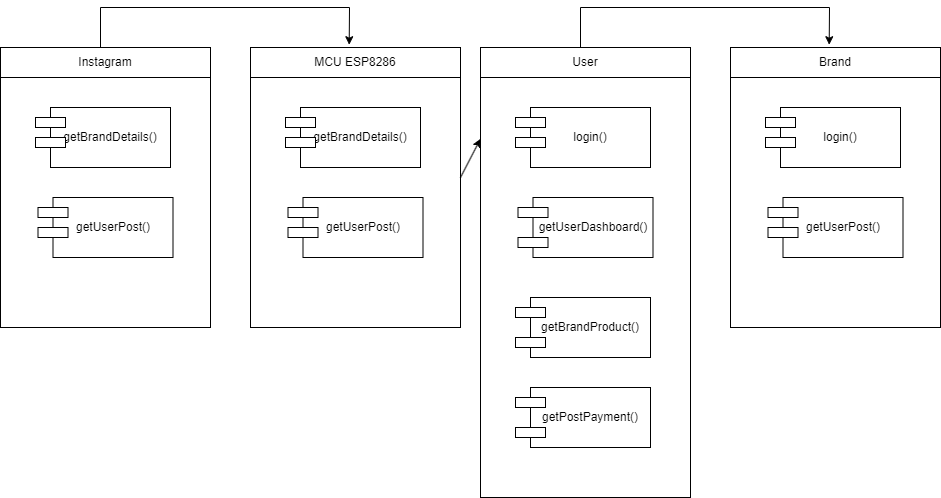 Instagram
getBrandDetails()
getUserPost()
MCU ESP8286
getBrandDetails()
getUserPost()
User
login()
getUserDashboard()
getBrandProduct()
getPostPayment()
Brand
login()
getUserPost()